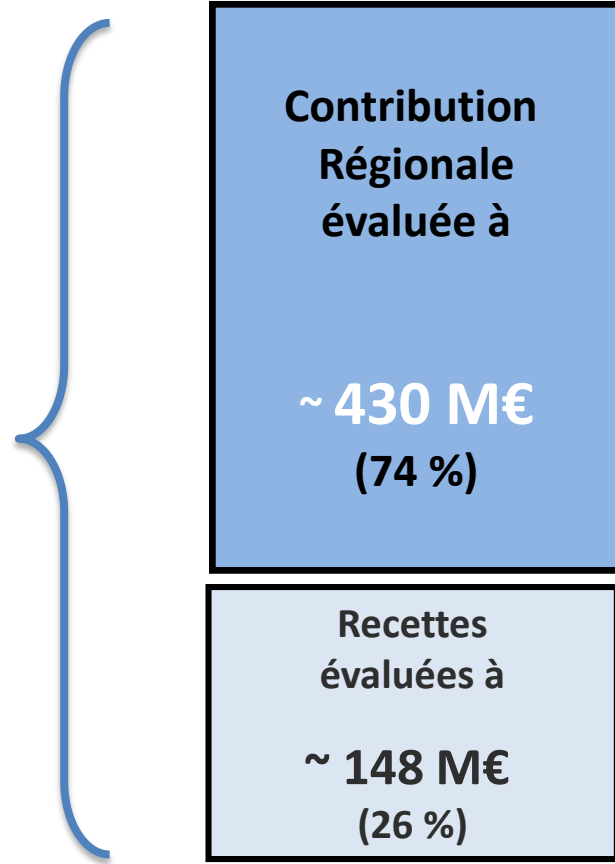 Contribution
Régionale
évaluée à
~ 430 M€
(74 %)
Recettes
évaluées à
~ 148 M€
(26 %)